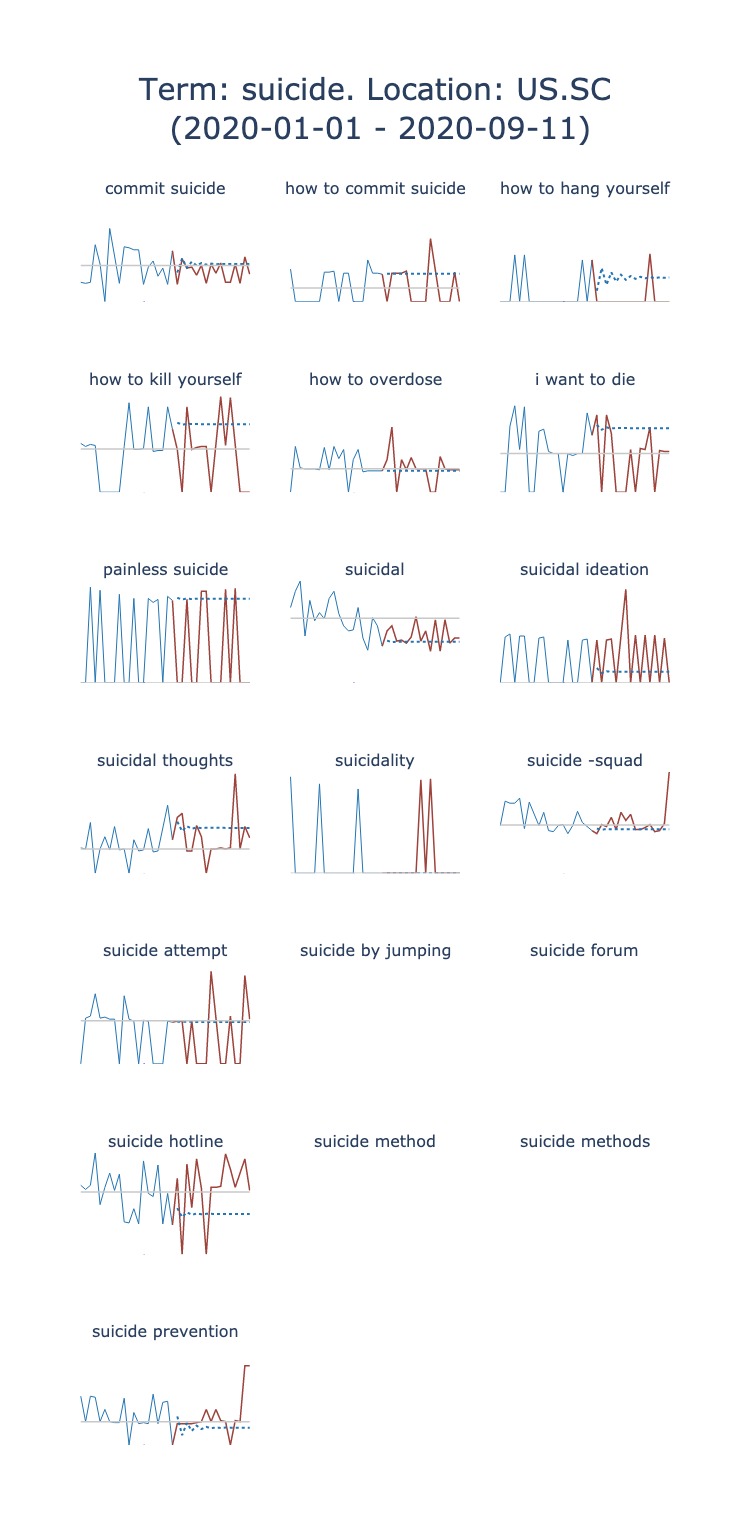 Term: suicide. Location: US.SC
(2020-01-01 - 2020-09-11)
commit suicide
how to commit suicide
how to hang yourself
how to kill yourself
how to overdose
i want to die
painless suicide
suicidal
suicidal ideation
suicidal thoughts
suicidality
suicide -squad
suicide attempt
suicide by jumping
suicide forum
suicide hotline
suicide method
suicide methods
suicide prevention